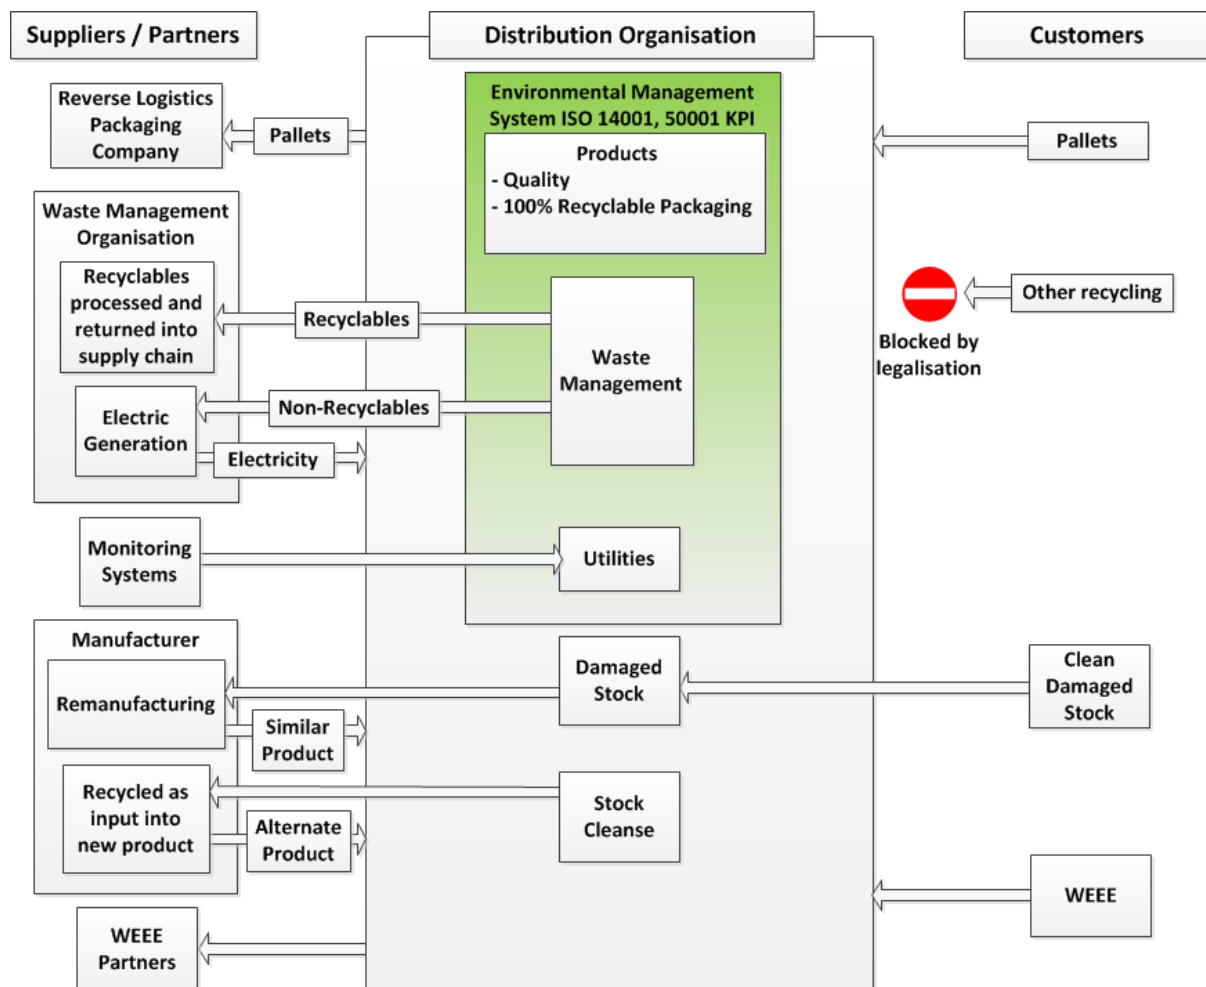 Suppliers / Partners
Distribution Organisation
Customers
Reverse Logistics
Packaging
Company
Pallets
Environmental Management
System ISO 14001, 50001 KPI
Products
- Quality
- 100% Recyclable Packaging
Pallets
Waste Management
Organisation
Recyclables
processed and
returned into
supply chain
Recyclables
Waste
Management
Other recycling
Blocked by
legalisation
Electric
Generation
Non-Recyclables
Electricity
Monitoring
Systems
Utilities
Manufacturer
Remanufacturing
Similar
Product
Damaged
Stock
Clean
Damaged
Stock
Recycled as
input into
new product
Alternate
Product
Stock
Cleanse
WEEE
WEEE
Partners